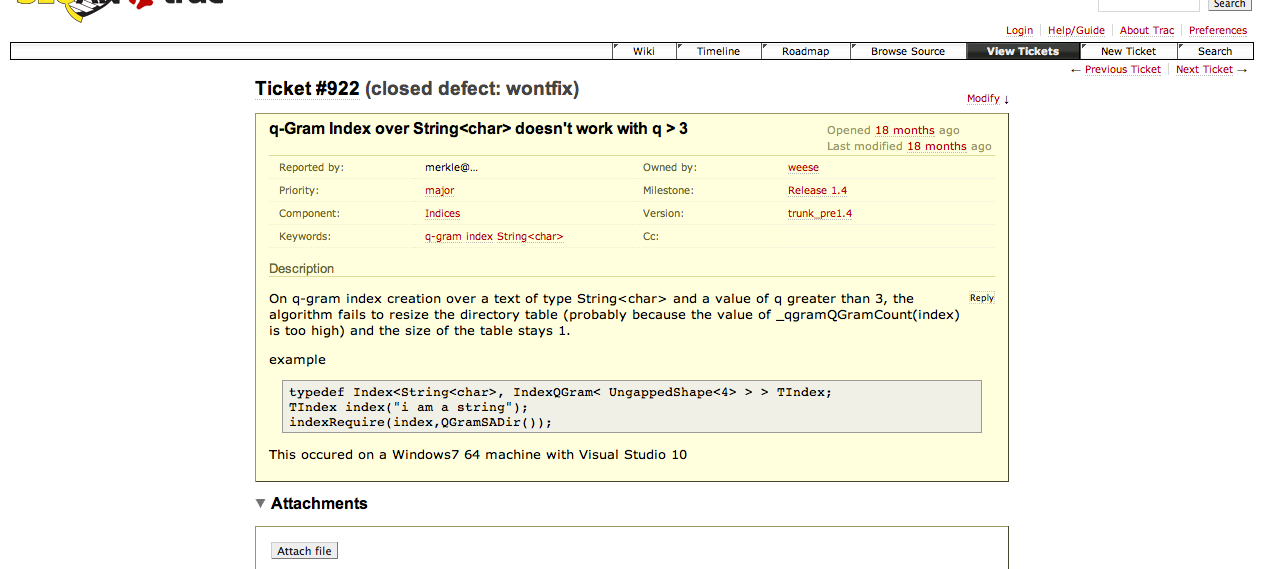 Search
Login Help/Guide About Trac Preferences
Wiki Timeline Roadmap Browse Source View Tickets New Ticket Search
← Previous Ticket Next Ticket →
Ticket #922 (closed defect: wontfix)
Modify ↓
q-Gram Index over String<char> doesn't work with q > 3
Opened 18 months ago
Last modified 18 months ago
Reported by: merkle@... Owned by: weese
Priority: major Milestone: Release 1.4
Component: Indices Version: trunk_pre1.4
Keywords: q-gram index String<char> Cc:
Description
On q-gram index creation over a text of type String<char> and a value of q greater than 3, the
Reply
algorithm fails to resize the directory table (probably because the value of _qgramQGramCount(index)
is too high) and the size of the table stays 1.
example
typedef Index<String<char>, IndexQGram< UngappedShape<4> > > TIndex;
TIndex index("i am a string");
indexRequire(index,QGramSADir());
This occured on a Windows7 64 machine with Visual Studio 10
Attachments
Attach file